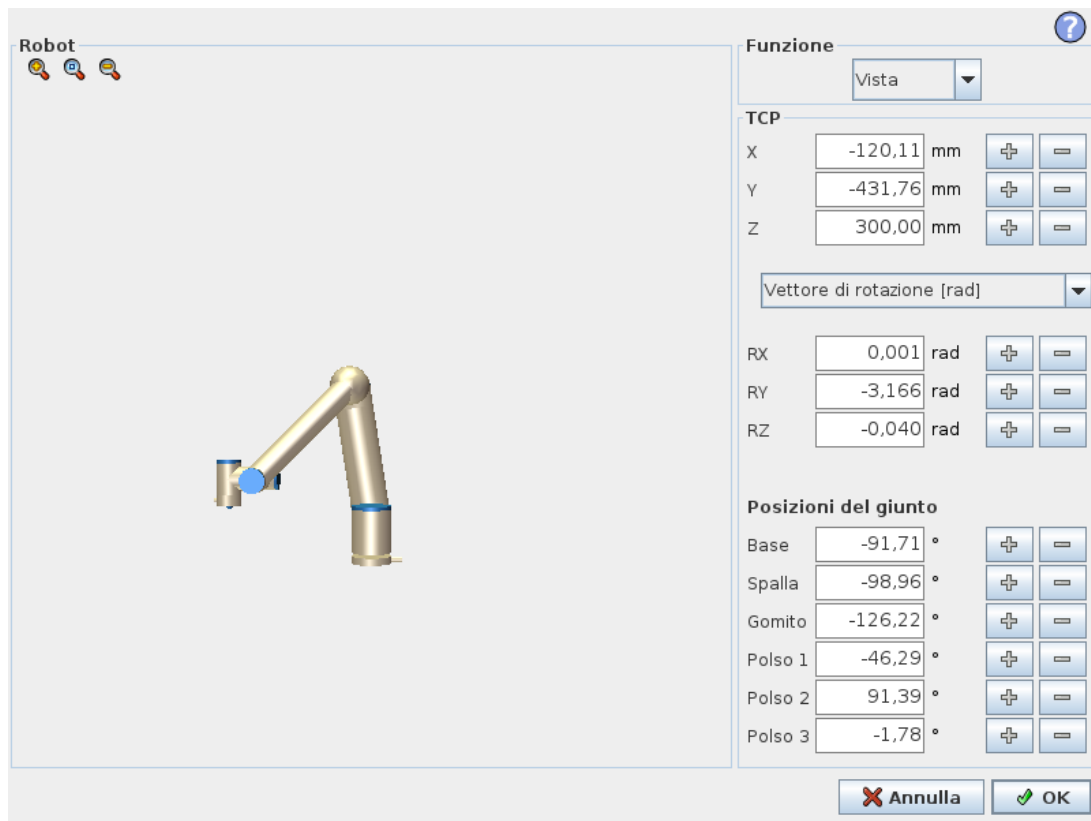 ?
Robot
Funzione
Vista
TCP
X -120,11 mm
Y -431,76 mm
Z 300,00 mm
Vettore di rotazione [rad]
RX 0,001 rad
RY -3,166 rad
RZ -0,040 rad
Posizioni del giunto
Base -91,71 °
Spalla -98,96 °
Gomito -126,22 °
Polso 1 -46,29 °
Polso 2 91,39 °
Polso 3 -1,78 °
Annulla OK